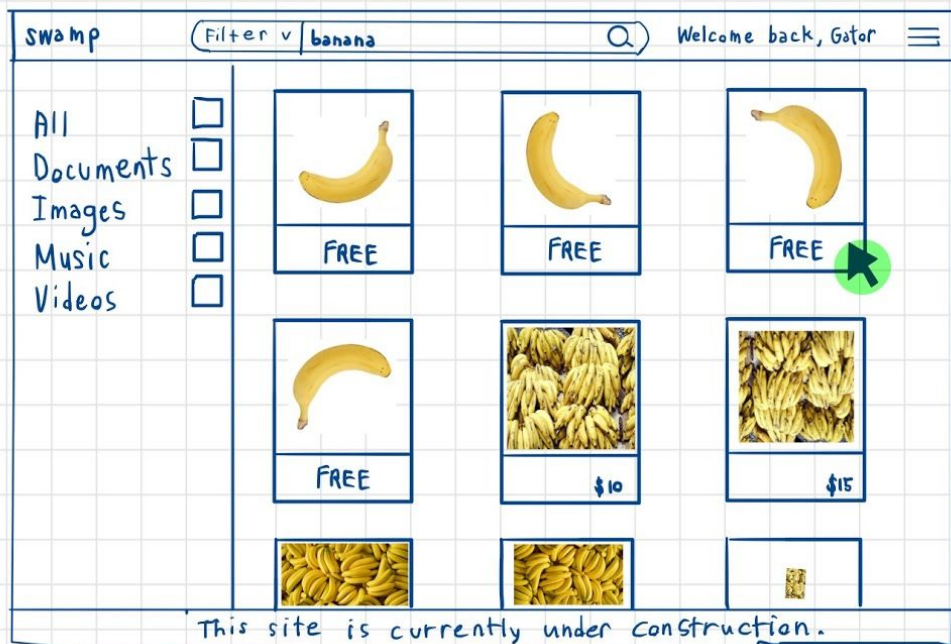 swamp
Filter v
banana
Welcome back, Gator
All
Documents
Images
Music
Videos
FREE
FREE
FREE
FREE
$10
$15
This site is currently under construction.